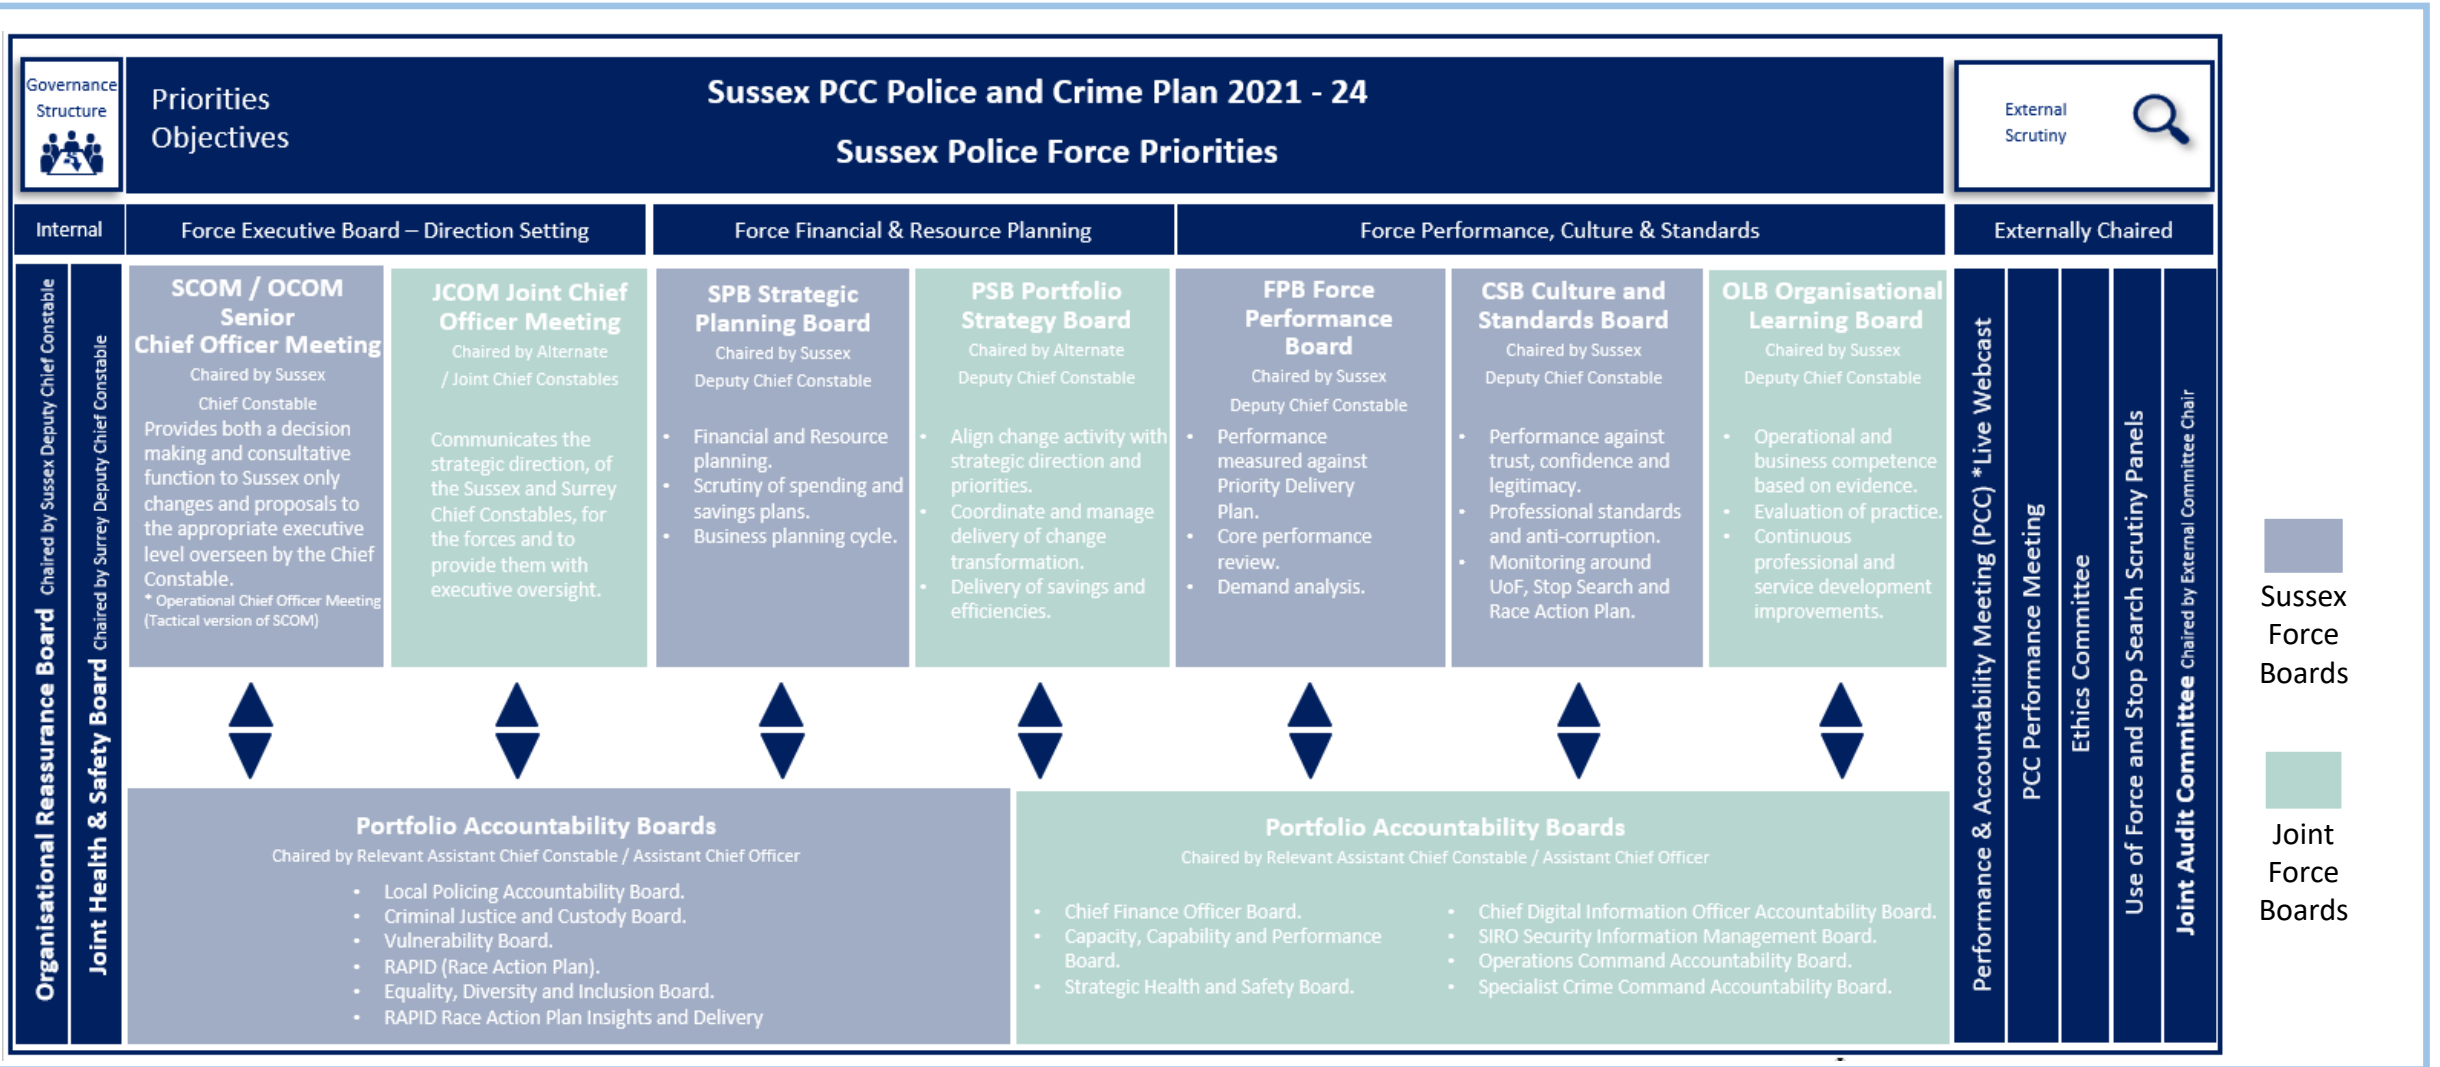 Governance
Structure
Priorities
Objectives
Sussex PCC Police and Crime Plan 2021 - 24
Sussex Police Force Priorities
External
Scrutiny
Internal
Force Executive Board – Direction Setting
Force Financial & Resource Planning
Force Performance, Culture & Standards
Externally Chaired
Organisational Reassurance Board Chaired by Sussex Deputy Chief Constable
Joint Health & Safety Board Chaired by Surrey Deputy Chief Constable
SCOM / OCOM
Senior
Chief Officer Meeting
Chaired by Sussex
Chief Constable
Provides both a decision
making and consultative
function to Sussex only
changes and proposals to
the appropriate executive
level overseen by the Chief
Constable.
* Operational Chief Officer Meeting
(Tactical version of SCOM)
JCOM Joint Chief
Officer Meeting
Chaired by Alternate
/ Joint Chief Constables
Communicates the
strategic direction, of
the Sussex and Surrey
Chief Constables, for
the forces and to
provide them with
executive oversight.
SPB Strategic
Planning Board
Chaired by Sussex
Deputy Chief Constable
• Financial and Resource
planning.
• Scrutiny of spending and
savings plans.
• Business planning cycle.
PSB Portfolio
Strategy Board
Chaired by Alternate
Deputy Chief Constable
• Align change activity with
strategic direction and
priorities.
• Coordinate and manage
delivery of change
transformation.
• Delivery of savings and
efficiencies.
FPB Force
Performance
Board
Chaired by Sussex
Deputy Chief Constable
• Performance
measured against
Priority Delivery
Plan.
• Core performance
review.
• Demand analysis.
CSB Culture and
Standards Board
Chaired by Sussex
Deputy Chief Constable
• Performance against
trust, confidence and
legitimacy.
• Professional standards
and anti-corruption.
• Monitoring around
UoF, Stop Search and
Race Action Plan.
OLB Organisational
Learning Board
Chaired by Sussex
Deputy Chief Constable
• Operational and
business competence
based on evidence.
• Evaluation of practice.
• Continuous
professional and
service development
improvements.
Portfolio Accountability Boards
Chaired by Relevant Assistant Chief Constable / Assistant Chief Officer
• Local Policing Accountability Board.
• Criminal Justice and Custody Board.
• Vulnerability Board.
• RAPID (Race Action Plan).
• Equality, Diversity and Inclusion Board.
• RAPID Race Action Plan Insights and Delivery
Portfolio Accountability Boards
Chaired by Relevant Assistant Chief Constable / Assistant Chief Officer
• Chief Finance Officer Board.
• Capacity, Capability and Performance
Board.
• Strategic Health and Safety Board.
• Chief Digital Information Officer Accountability Board.
• SIRO Security Information Management Board.
• Operations Command Accountability Board.
• Specialist Crime Command Accountability Board.
Performance & Accountability Meeting (PCC) *Live Webcast
PCC Performance Meeting
Ethics Committee
Use of Force and Stop Search Scrutiny Panels
Joint Audit Committee Chaired by External Committee Chair
Sussex
Force
Boards
Joint
Force
Boards